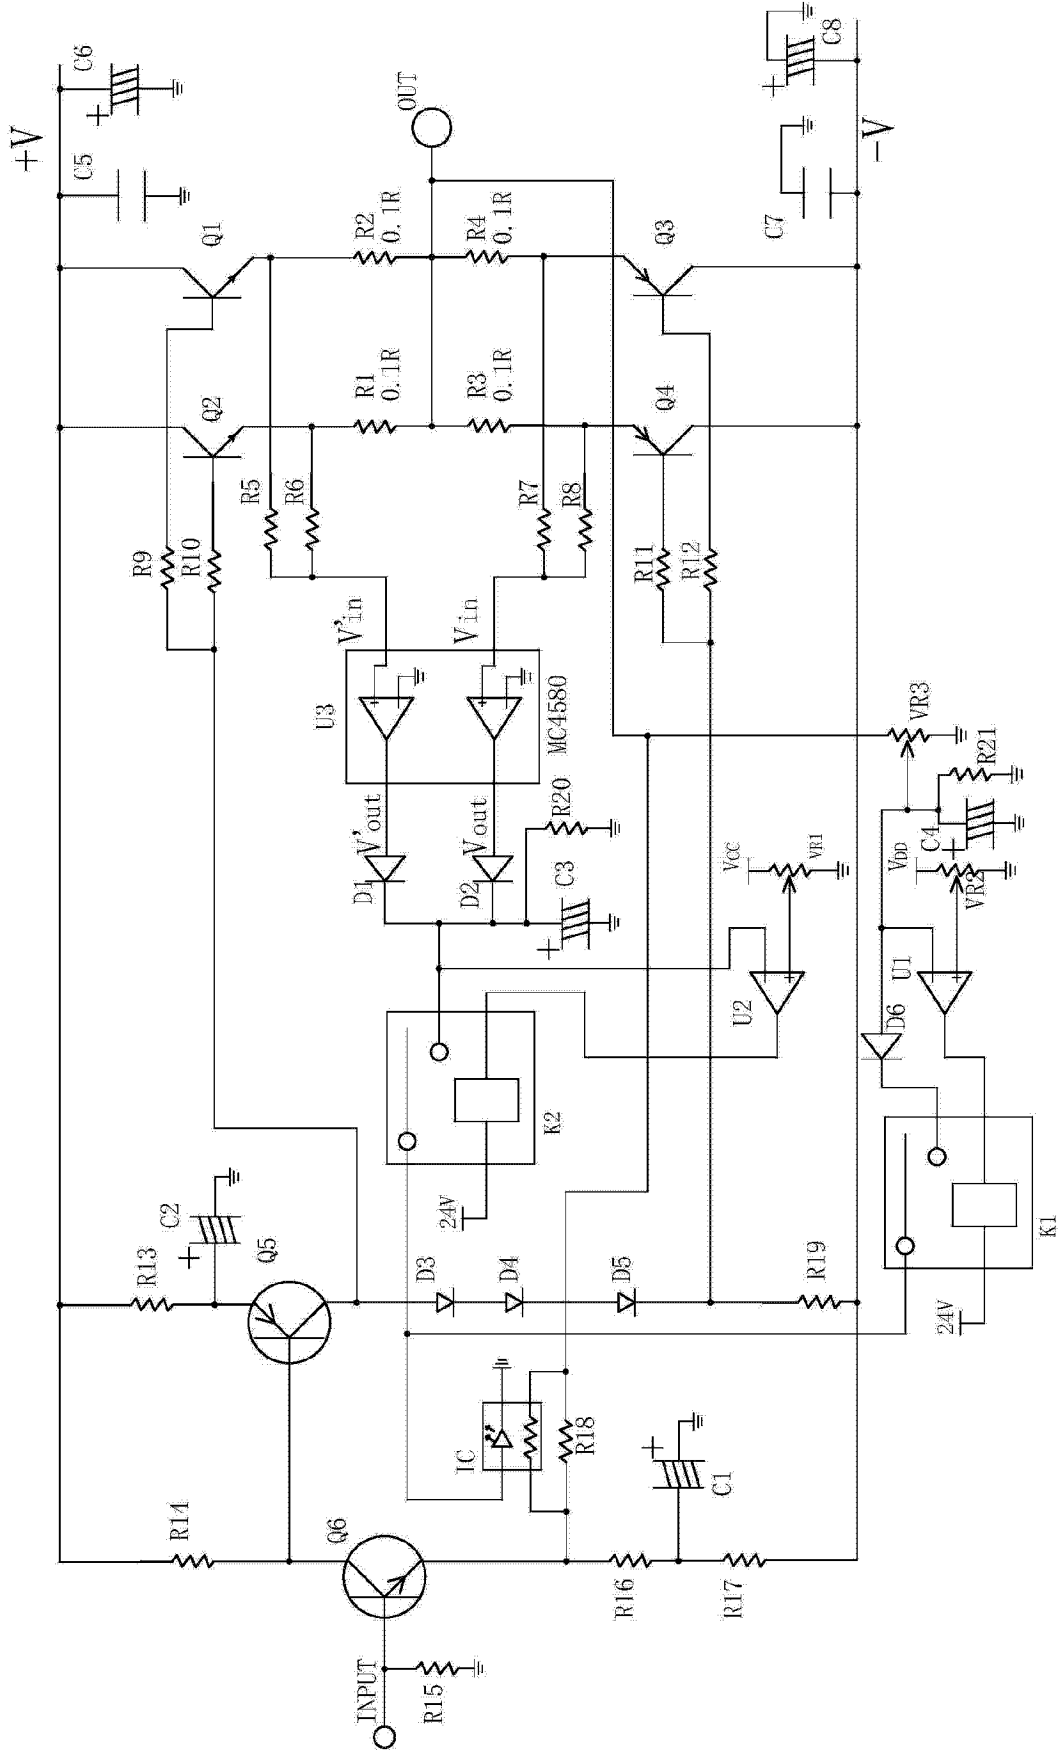 +V
C6
C5
C8
C7
-V
OUT
Q1
R2
0.1R
R4
0.1R
Q3
Q2
R1
0.1R
R3
0.1R
Q4
R9
R10
R5
R6
R7
R8
R11
R12
V'in
Vin
U3
MC4580
V'out
Vout
D1
D2
R20
C3
VR3
R21
C4
VCC
VR1
VDD
VR2
U2
U1
D6
K2
24V
K1
24V
C2
R13
Q5
D3
D4
D5
R19
IC
R18
C1
R14
Q6
R16
R17
INPUT
R15